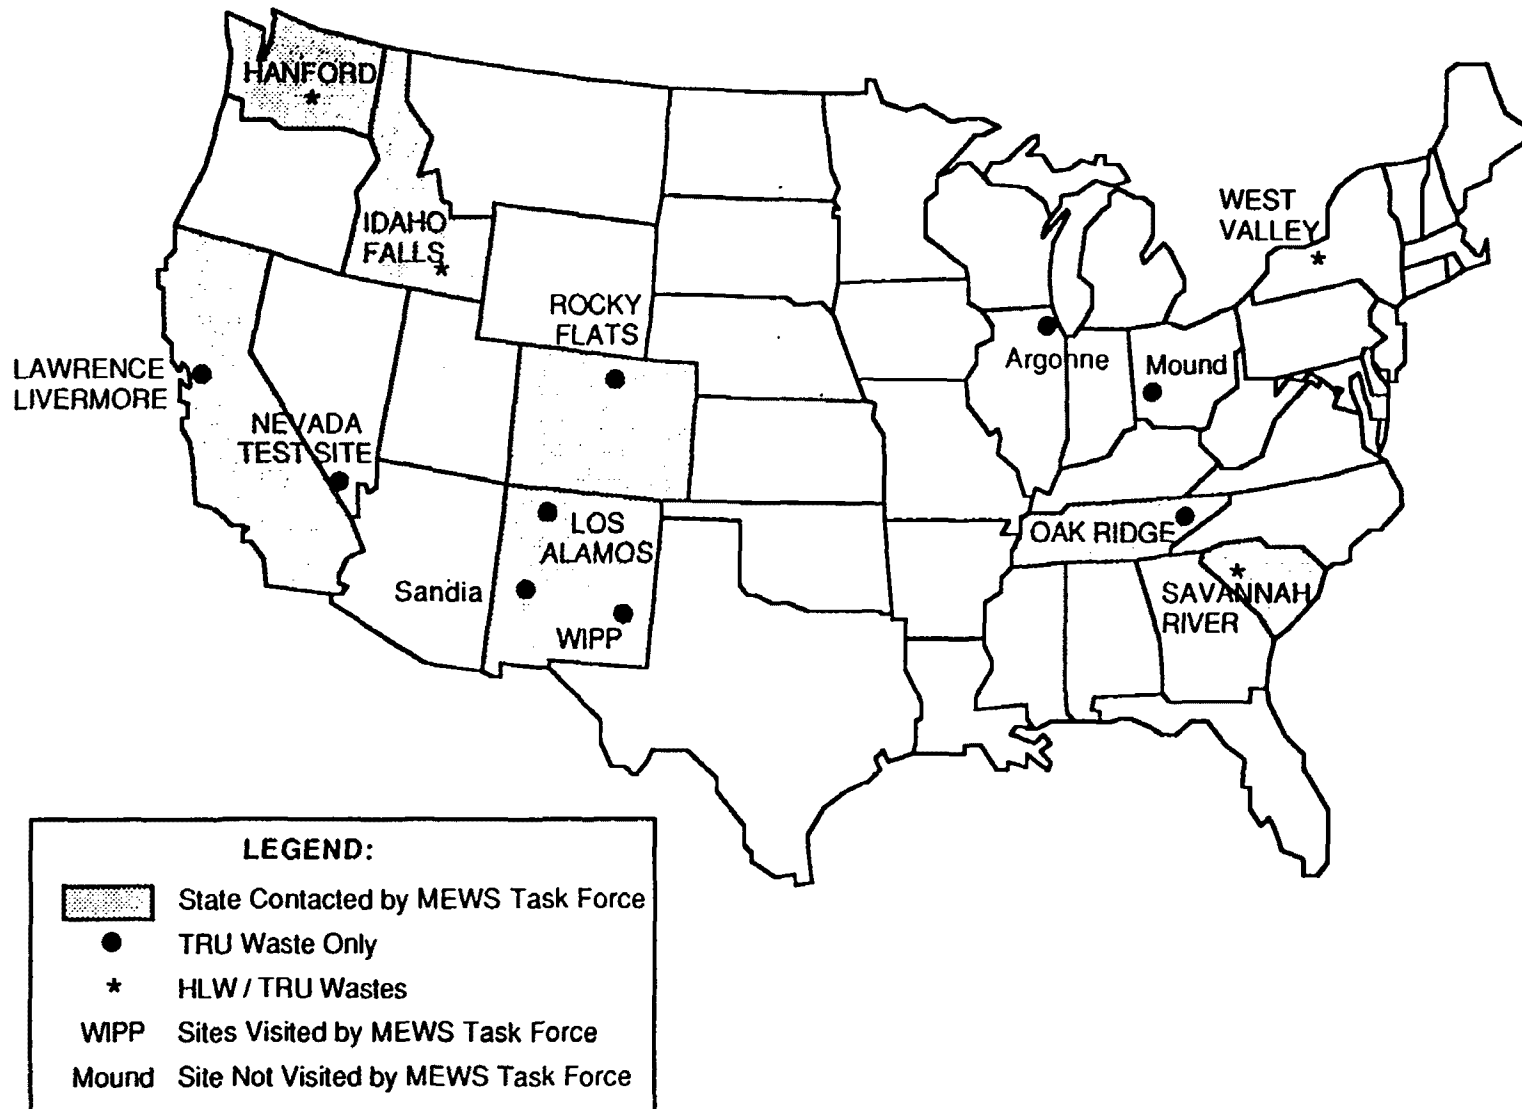 HANFORD
*
WEST
VALLEY
*
IDAHO
FALLS
*
ROCKY
FLATS
LAWRENCE
LIVERMORE
Argonne
Mound
NEVADA
TEST SITE
LOS
ALAMOS
OAK RIDGE
*
Sandia
SAVANNAH
RIVER
WIPP
LEGEND:
State Contacted by MEWS Task Force
TRU Waste Only
* HLW / TRU Wastes
WIPP Sites Visited by MEWS Task Force
Mound Site Not Visited by MEWS Task Force